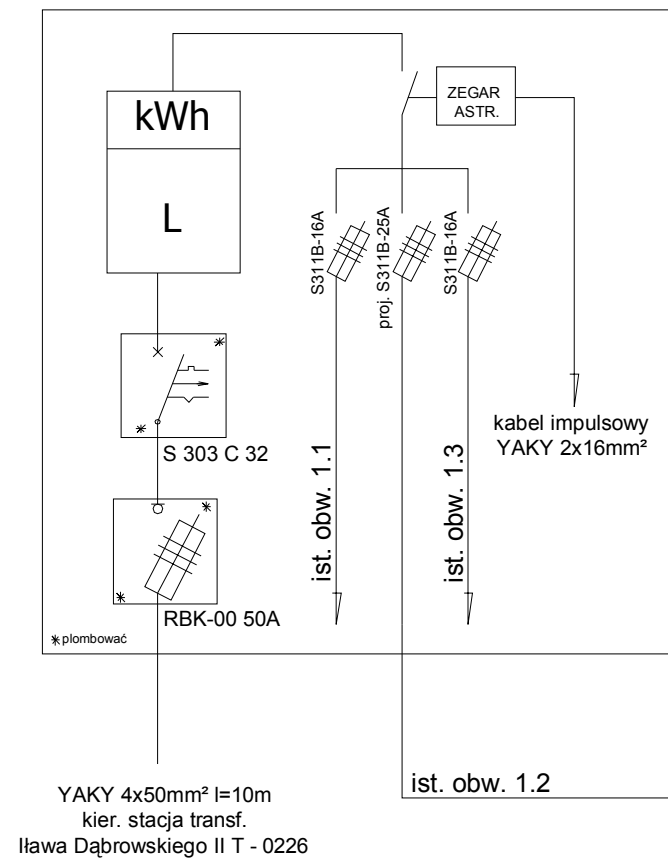 kWh
L
ZEGAR
ASTR.
S311B-16A
proj. S311B-25A
S311B-16A
kabel impulsowy
YAKY 2x16mm²
S 303 C 32
ist. obw. 1.1
ist. obw. 1.3
RBK-00 50A
* plombować
ist. obw. 1.2
YAKY 4x50mm² l=10m
kier. stacja transf.
Iława Dąbrowskiego II T - 0226